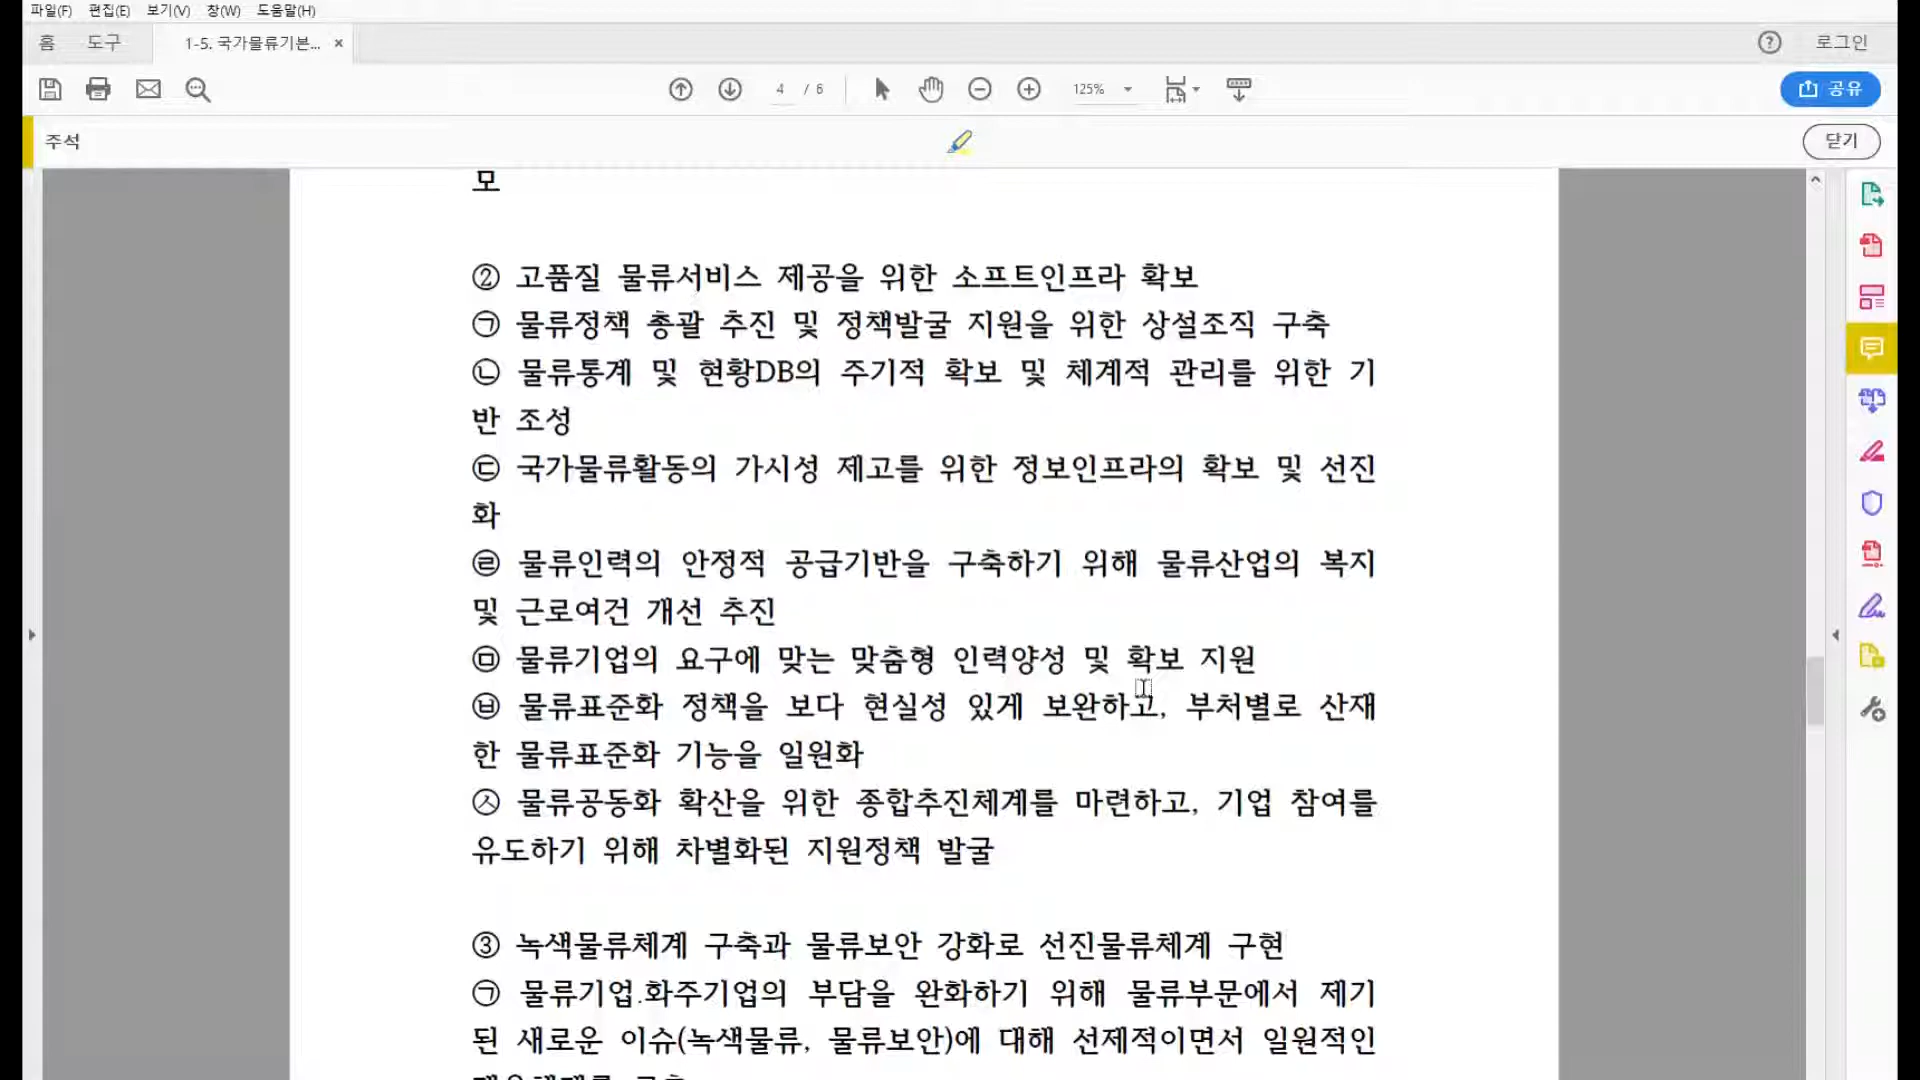 파일(F) 편집(E) 보기(V) 창(W) 도움말(H)
홈 도구 1-5. 국가물류기본... × 로그인
4 / 6 125% 공유
주석 닫기
모
② 고품질 물류서비스 제공을 위한 소프트인프라 확보
㉠ 물류정책 총괄 추진 및 정책발굴 지원을 위한 상설조직 구축
㉡ 물류통계 및 현황DB의 주기적 확보 및 체계적 관리를 위한 기
반 조성
㉢ 국가물류활동의 가시성 제고를 위한 정보인프라의 확보 및 선진
화
㉣ 물류인력의 안정적 공급기반을 구축하기 위해 물류산업의 복지
및 근로여건 개선 추진
㉤ 물류기업의 요구에 맞는 맞춤형 인력양성 및 확보 지원
㉥ 물류표준화 정책을 보다 현실성 있게 보완하고, 부처별로 산재
한 물류표준화 기능을 일원화
㉦ 물류공동화 확산을 위한 종합추진체계를 마련하고, 기업 참여를
유도하기 위해 차별화된 지원정책 발굴
③ 녹색물류체계 구축과 물류보안 강화로 선진물류체계 구현
㉠ 물류기업.화주기업의 부담을 완화하기 위해 물류부문에서 제기
된 새로운 이슈(녹색물류, 물류보안)에 대해 선제적이면서 일원적인